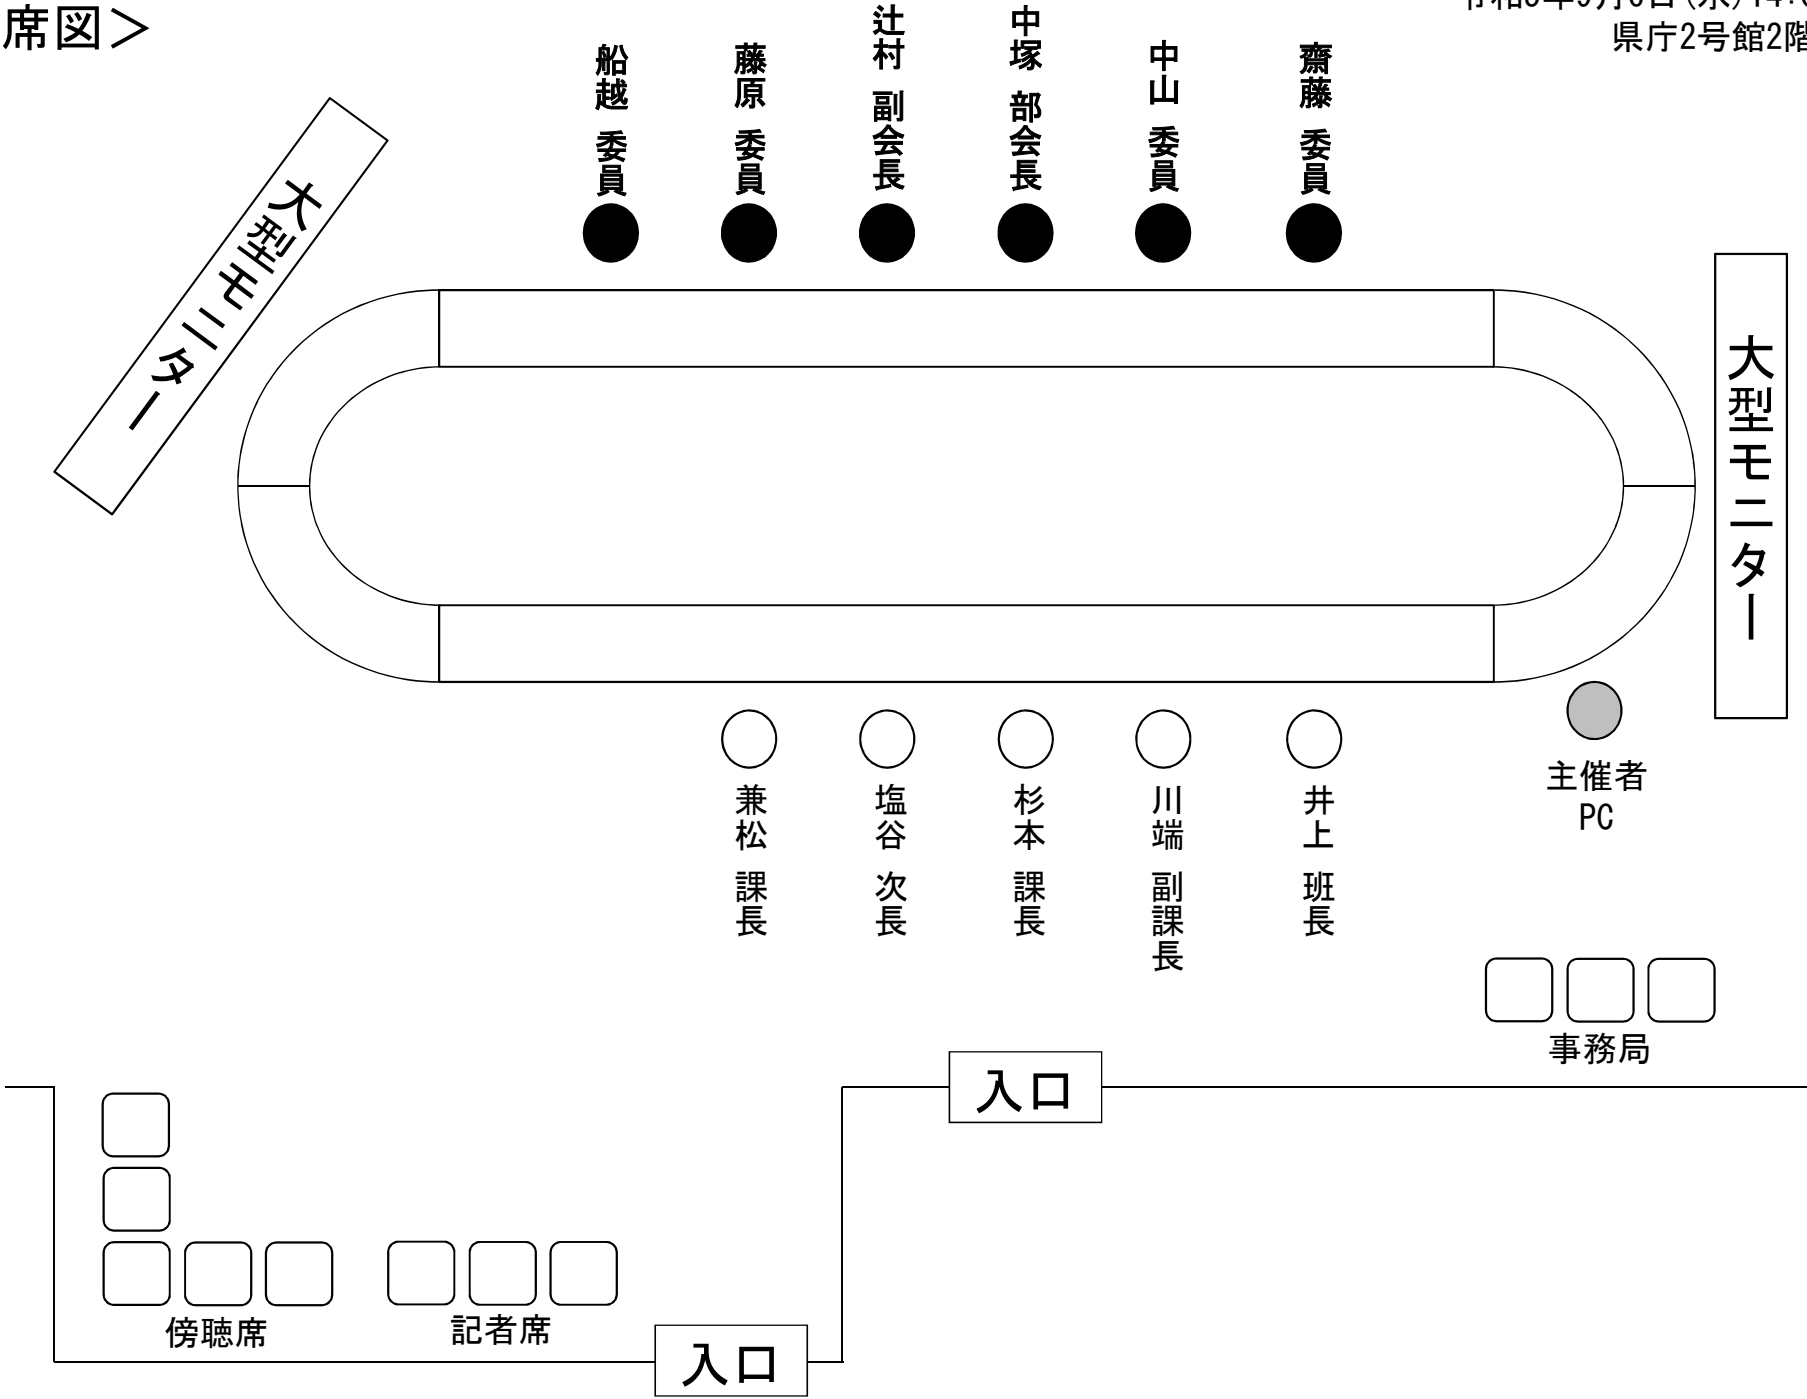 席図＞
県庁2号館2階
船越 委員
藤原 委員
辻村 副会長
中塚 部会長
中山 委員
齋藤 委員
大型モニター
大型モニター
兼松 課長
塩谷 次長
杉本 課長
川端 副課長
井上 班長
主催者
PC
事務局
入口
傍聴席
記者席
入口